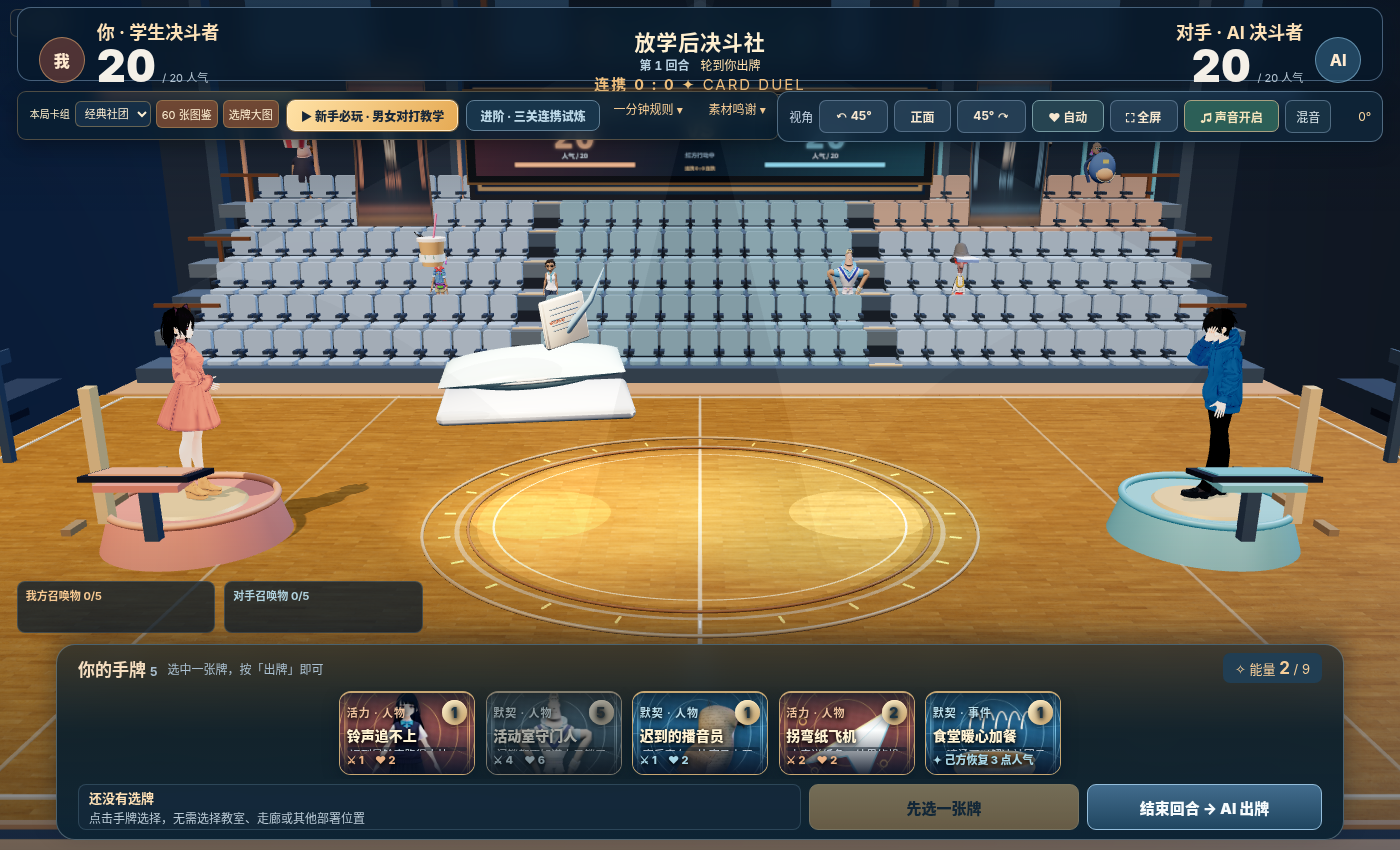 我
你 · 学生决斗者
20
/ 20 人气
放学后决斗社
第 1 回合 轮到你出牌
连携 0 : 0 ✦ CARD DUEL
对手 · AI 决斗者
20
/ 20 人气
AI
本局卡组
经典社团
60 张图鉴
选牌大图
▶ 新手必玩 · 男女对打教学
进阶 · 三关连携试炼
一分钟规则 ▾
素材鸣谢 ▾
视角
↶ 45°
正面
45° ↷
♥ 自动
⛶ 全屏
♫ 声音开启
混音
0°
20
人气 / 20
20
人气 / 20
我方召唤物 0/5
对手召唤物 0/5
你的手牌 5 选中一张牌，按「出牌」即可
✧ 能量 2 / 9
活力 · 人物
1
铃声追不上
⚔ 1 ♥ 2
默契 · 人物
5
活动室守门人
⚔ 4 ♥ 6
默契 · 人物
1
迟到的播音员
⚔ 1 ♥ 2
活力 · 人物
2
拐弯纸飞机
⚔ 2 ♥ 2
默契 · 事件
1
食堂暖心加餐
✦ 己方恢复 3 点人气
还没有选牌
点击手牌选择，无需选择教室、走廊或其他部署位置
先选一张牌
结束回合 → AI 出牌